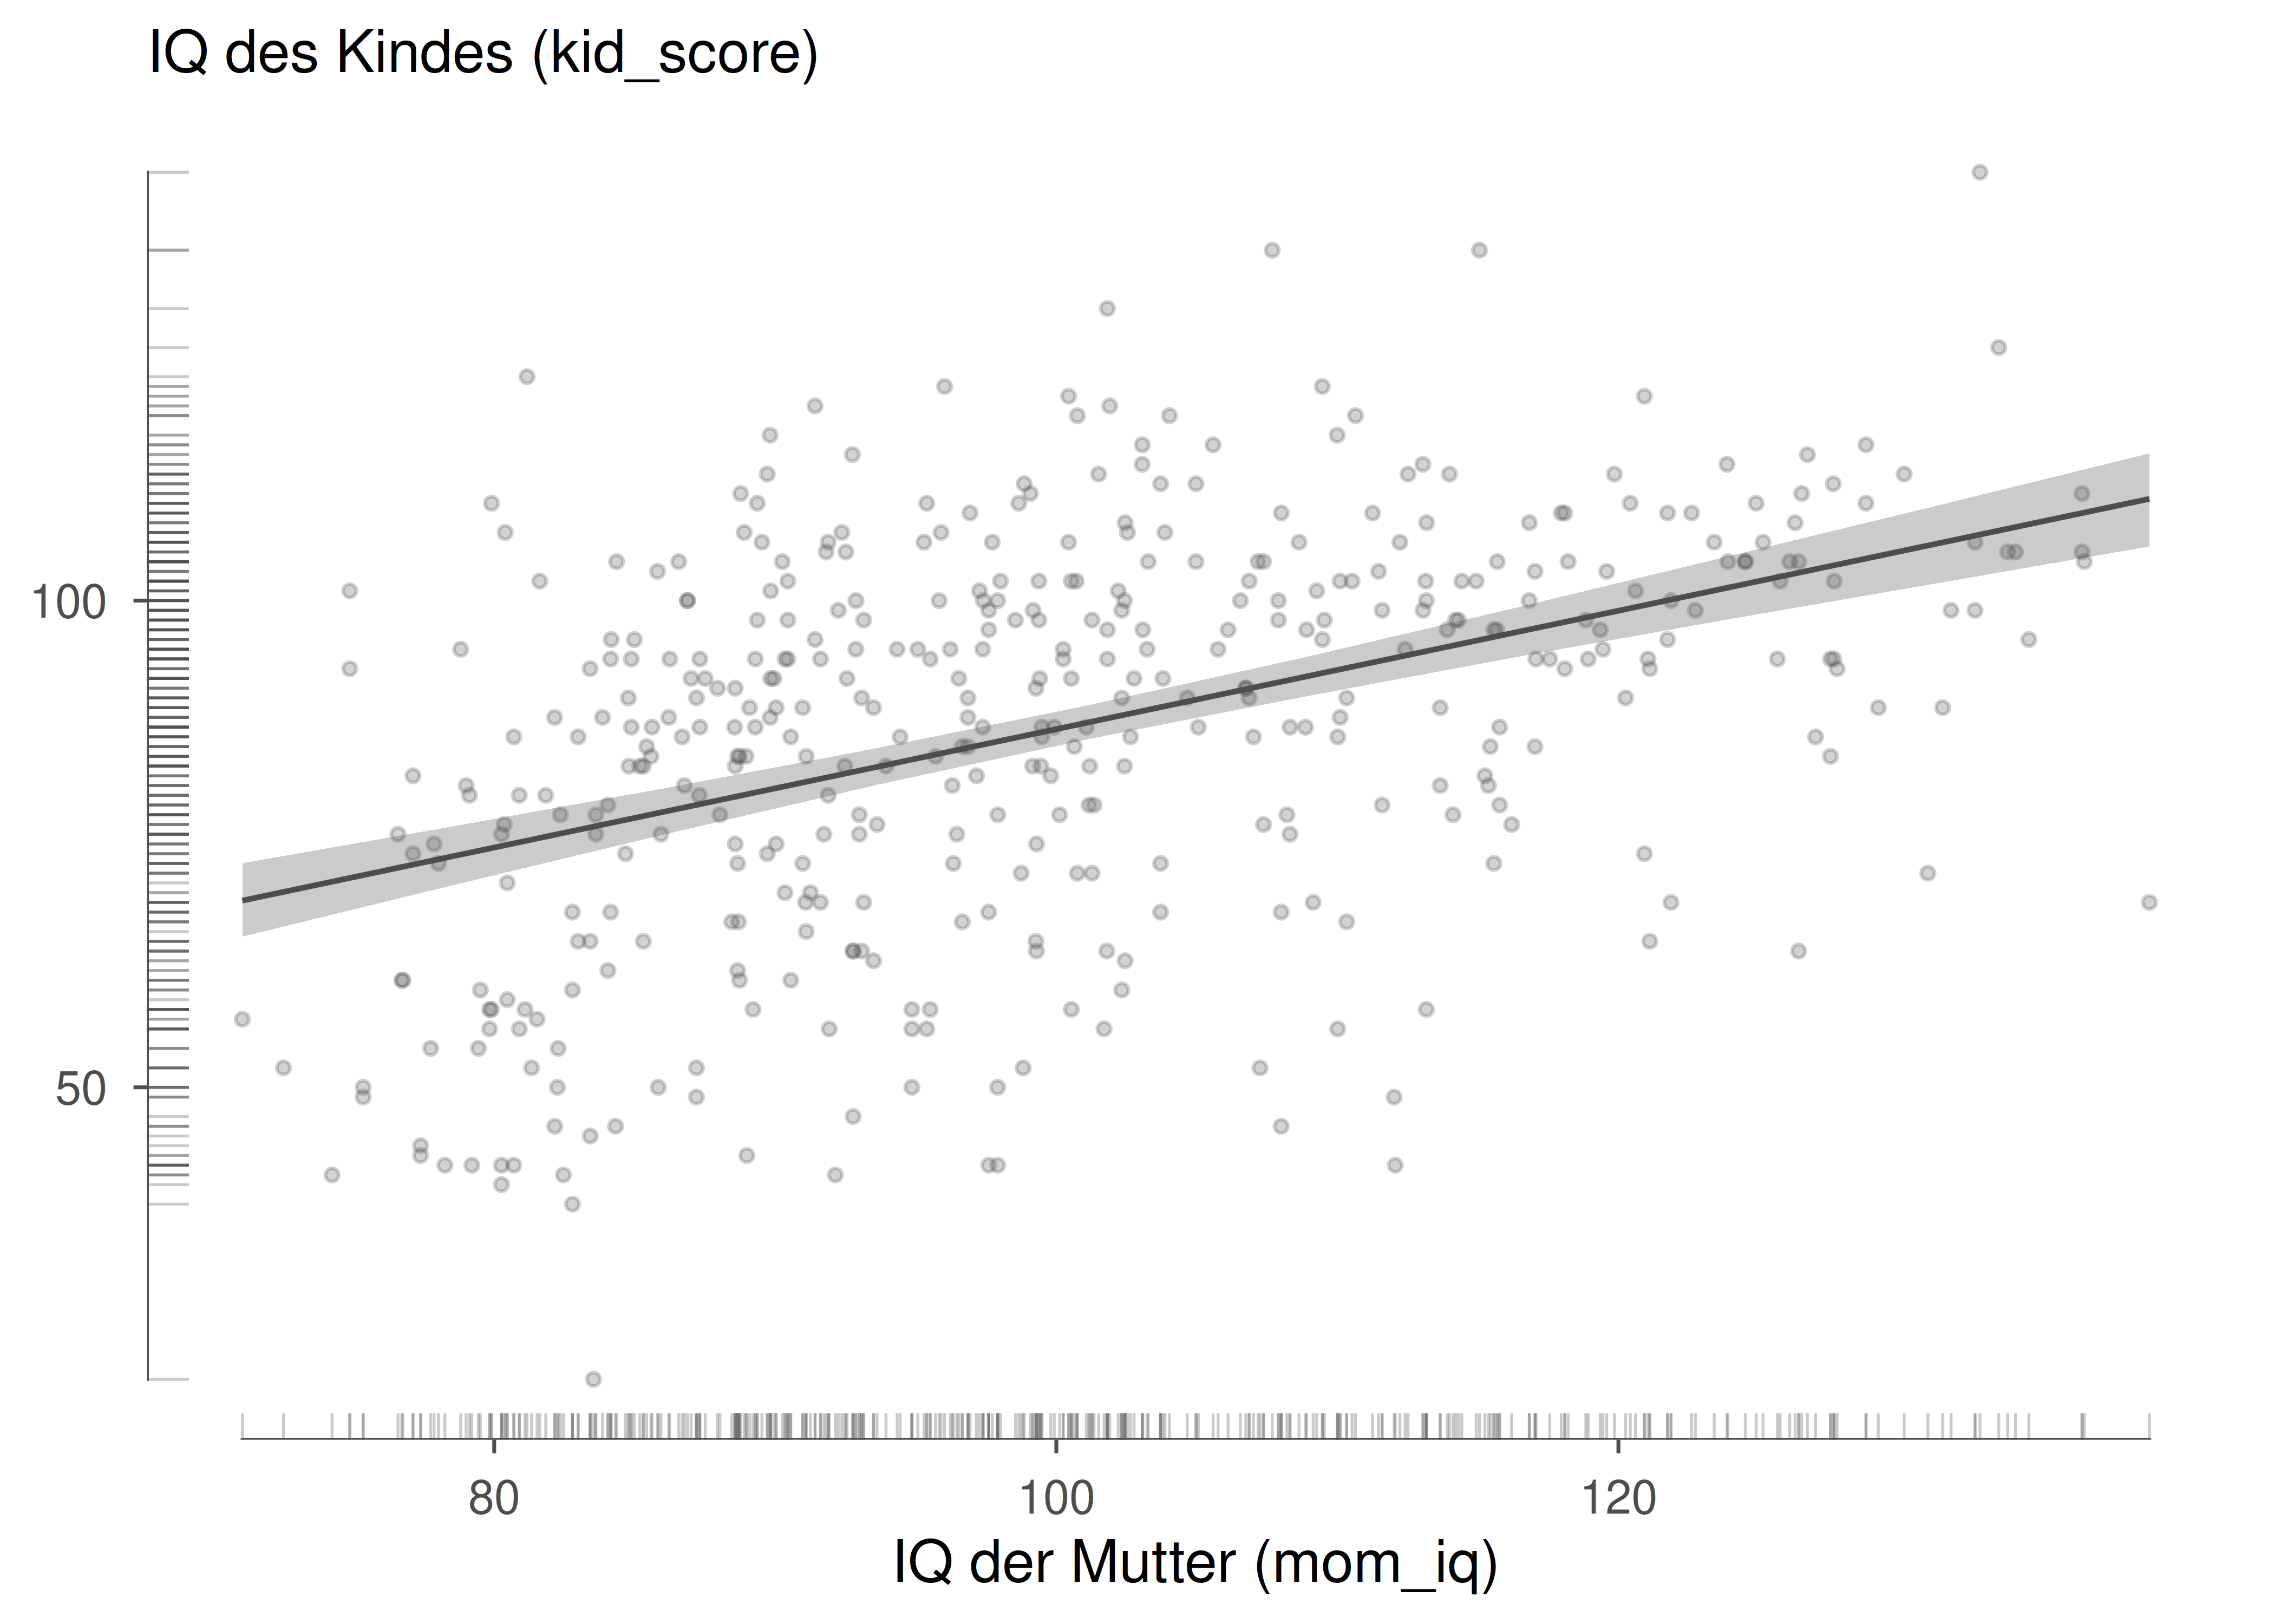 IQ des Kindes (kid_score)
100
50
80 100 120
IQ der Mutter (mom_iq)